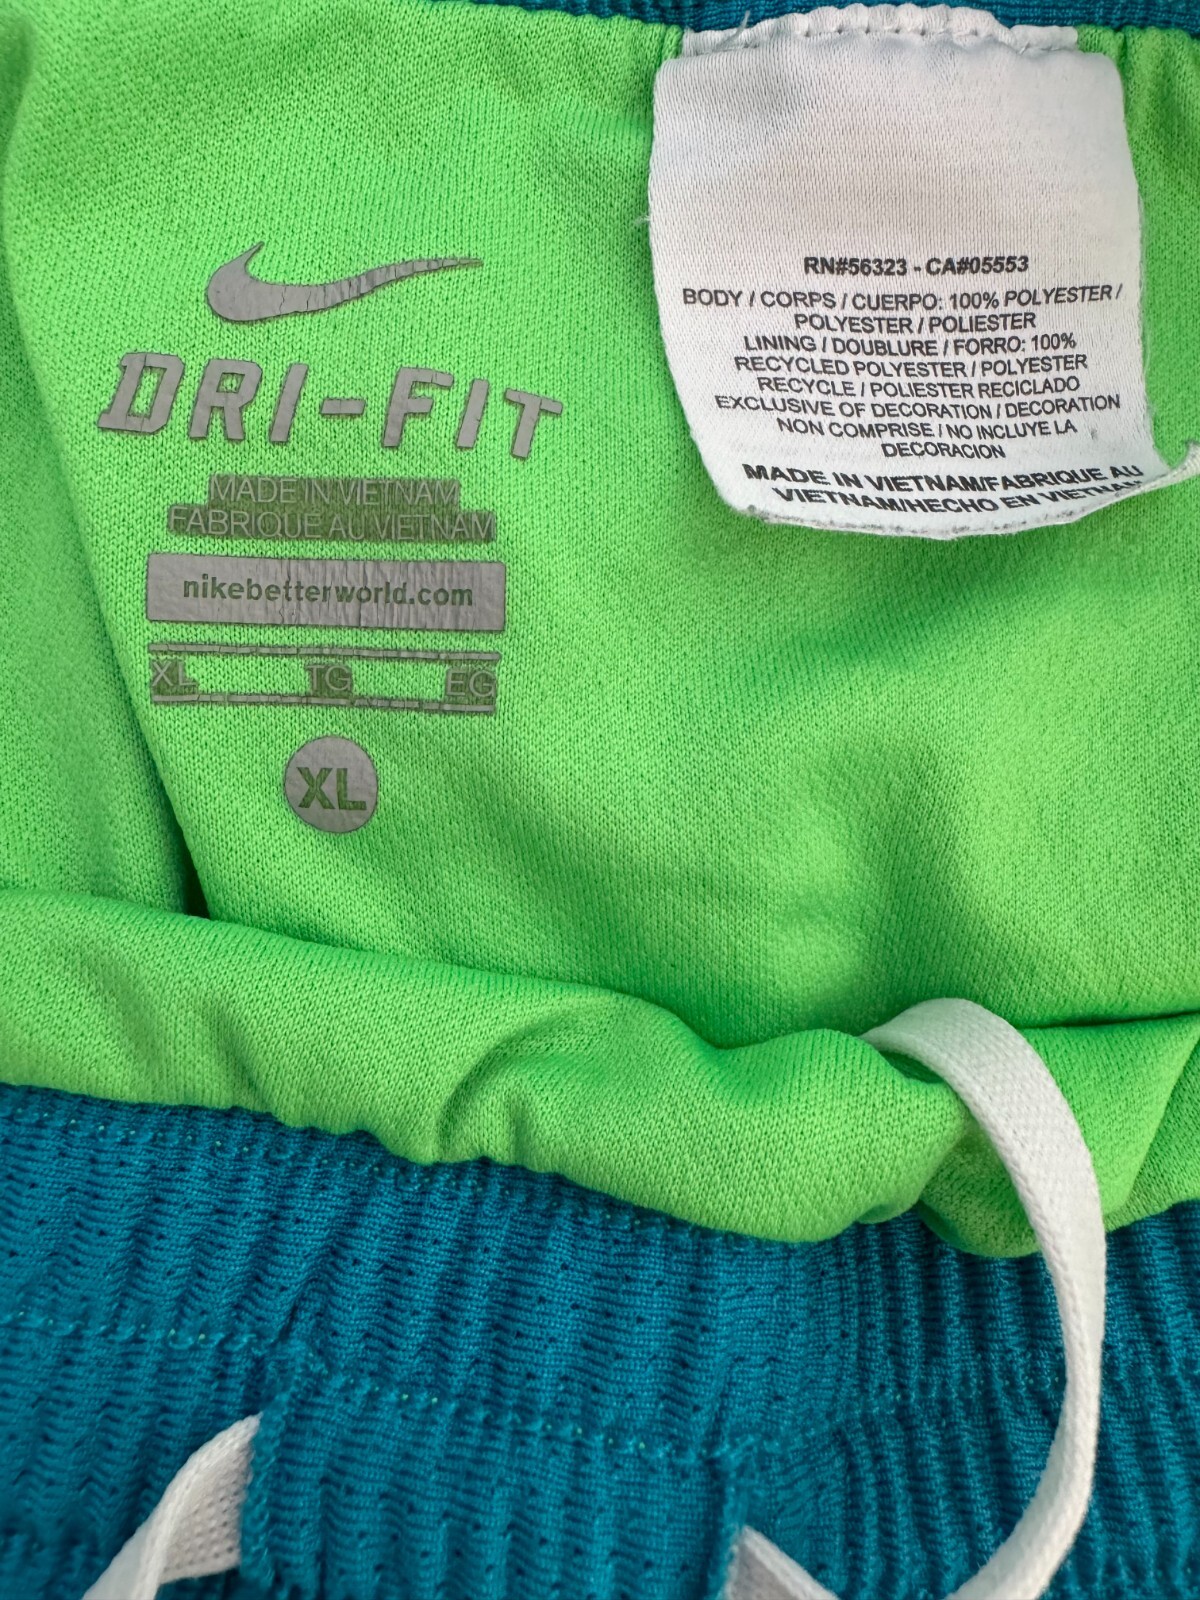 DRI-FIT
MADE IN VIETNAM
FABRIQUE AU VIETNAM
nikebetterworld.com
XL TG EG
XL
RN#56323 - CA#05553
BODY / CORPS / CUERPO: 100% POLYESTER /
POLYESTER / POLIESTER
LINING / DOUBLURE / FORRO: 100%
RECYCLED POLYESTER / POLYESTER
RECYCLE / POLIESTER RECICLADO
EXCLUSIVE OF DECORATION / DECORATION
NON COMPRISE / NO INCLUYE LA
DECORACION
MADE IN VIETNAM/FABRIQUE AU
VIETNAM/HECHO EN VIETNAM